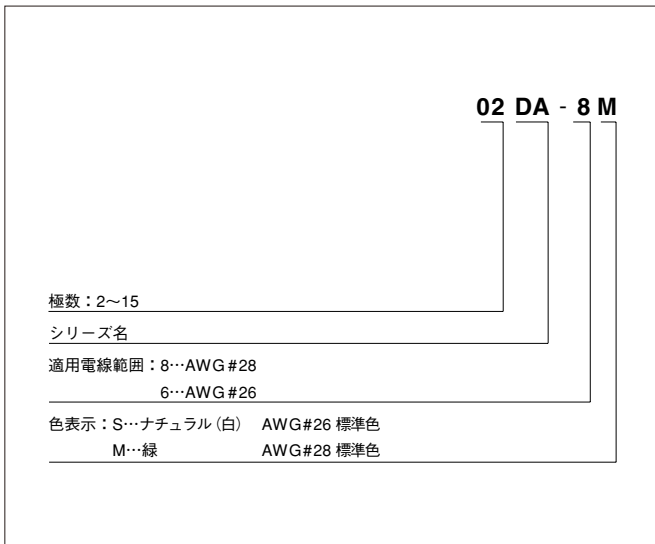 02 DA - 8 M
極数：2〜15
シリーズ名
適用電線範囲：8…AWG #28
6…AWG #26
色表示：S…ナチュラル（白） AWG#26 標準色
M…緑 AWG#28 標準色